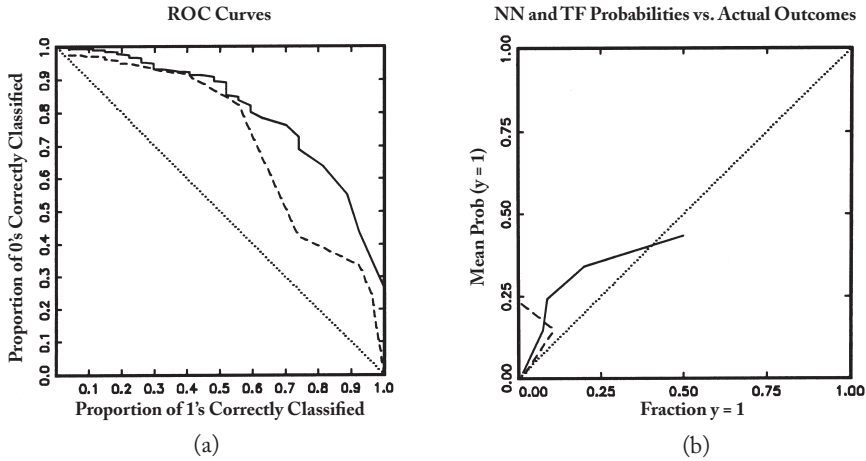 ROC Curves
Proportion of 0's Correctly Classified
1.0
0.9
0.8
0.7
0.6
0.5
0.4
0.3
0.2
0.1
0.0
0.1 0.2 0.3 0.4 0.5 0.6 0.7 0.8 0.9 1.0
Proportion of 1's Correctly Classified
(a)
NN and TF Probabilities vs. Actual Outcomes
Mean Prob (y = 1)
1.00
0.75
0.50
0.25
0.00
0.00 0.25 0.50 0.75 1.00
Fraction y = 1
(b)